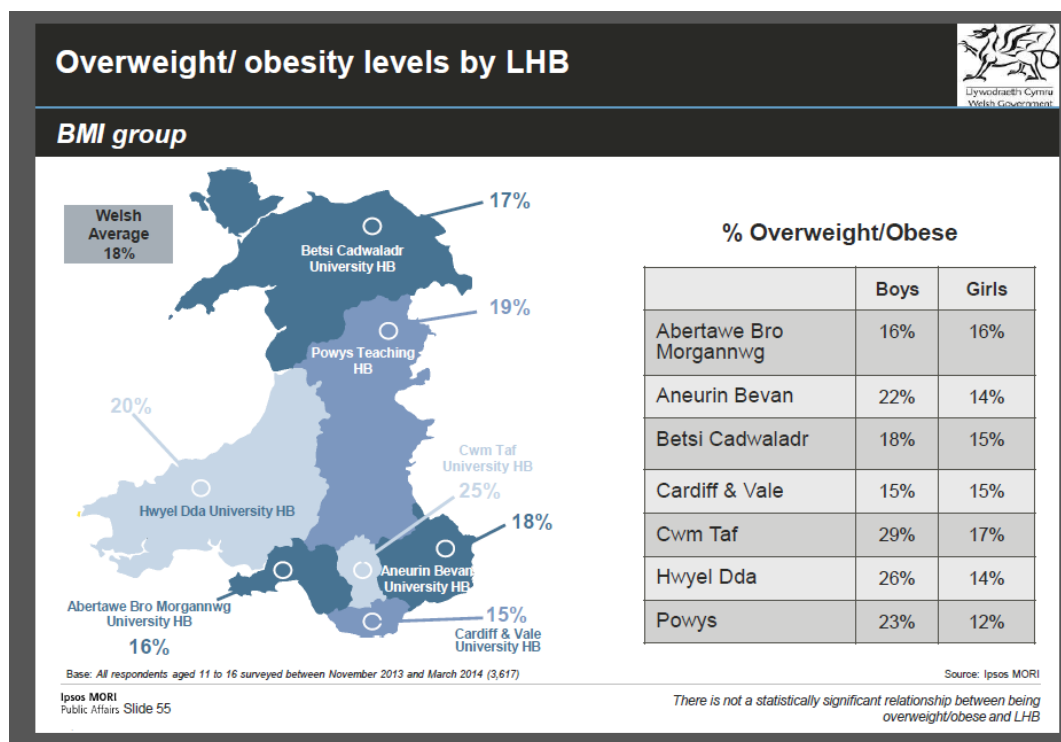 Overweight/ obesity levels by LHB
Llywodraeth Cymru
Welsh Government
BMI group
Welsh
Average
18%
17%
Betsi Cadwaladr
University HB
19%
Powys Teaching
HB
20%
Cwm Taf
University HB
25%
Hwyel Dda University HB
18%
Aneurin Bevan
University HB
Abertawe Bro Morgannwg
University HB
16%
15%
Cardiff & Vale
University HB
% Overweight/Obese
Boys Girls
Abertawe Bro
Morgannwg 16% 16%
Aneurin Bevan 22% 14%
Betsi Cadwaladr 18% 15%
Cardiff & Vale 15% 15%
Cwm Taf 29% 17%
Hwyel Dda 26% 14%
Powys 23% 12%
Base: All respondents aged 11 to 16 surveyed between November 2013 and March 2014 (3,617)
Source: Ipsos MORI
Ipsos MORI
Public Affairs Slide 55
There is not a statistically significant relationship between being
overweight/obese and LHB